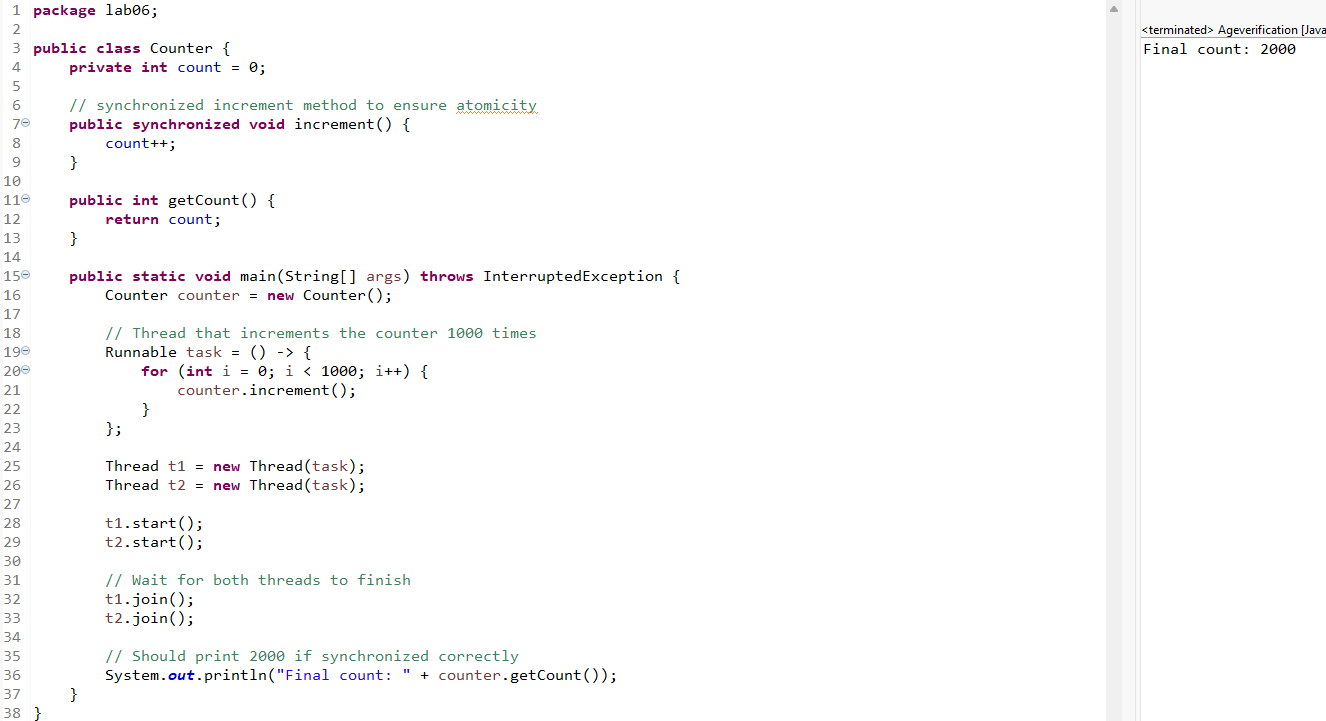 1 package lab06;
2
3 public class Counter {
4     private int count = 0;
5
6     // synchronized increment method to ensure atomicity
7     public synchronized void increment() {
8         count++;
9     }
10
11     public int getCount() {
12         return count;
13     }
14
15     public static void main(String[] args) throws InterruptedException {
16         Counter counter = new Counter();
17
18         // Thread that increments the counter 1000 times
19         Runnable task = () -> {
20             for (int i = 0; i < 1000; i++) {
21                 counter.increment();
22             }
23         };
24
25         Thread t1 = new Thread(task);
26         Thread t2 = new Thread(task);
27
28         t1.start();
29         t2.start();
30
31         // Wait for both threads to finish
32         t1.join();
33         t2.join();
34
35         // Should print 2000 if synchronized correctly
36         System.out.println("Final count: " + counter.getCount());
37     }
38 }
<terminated> Ageverification [Java
Final count: 2000